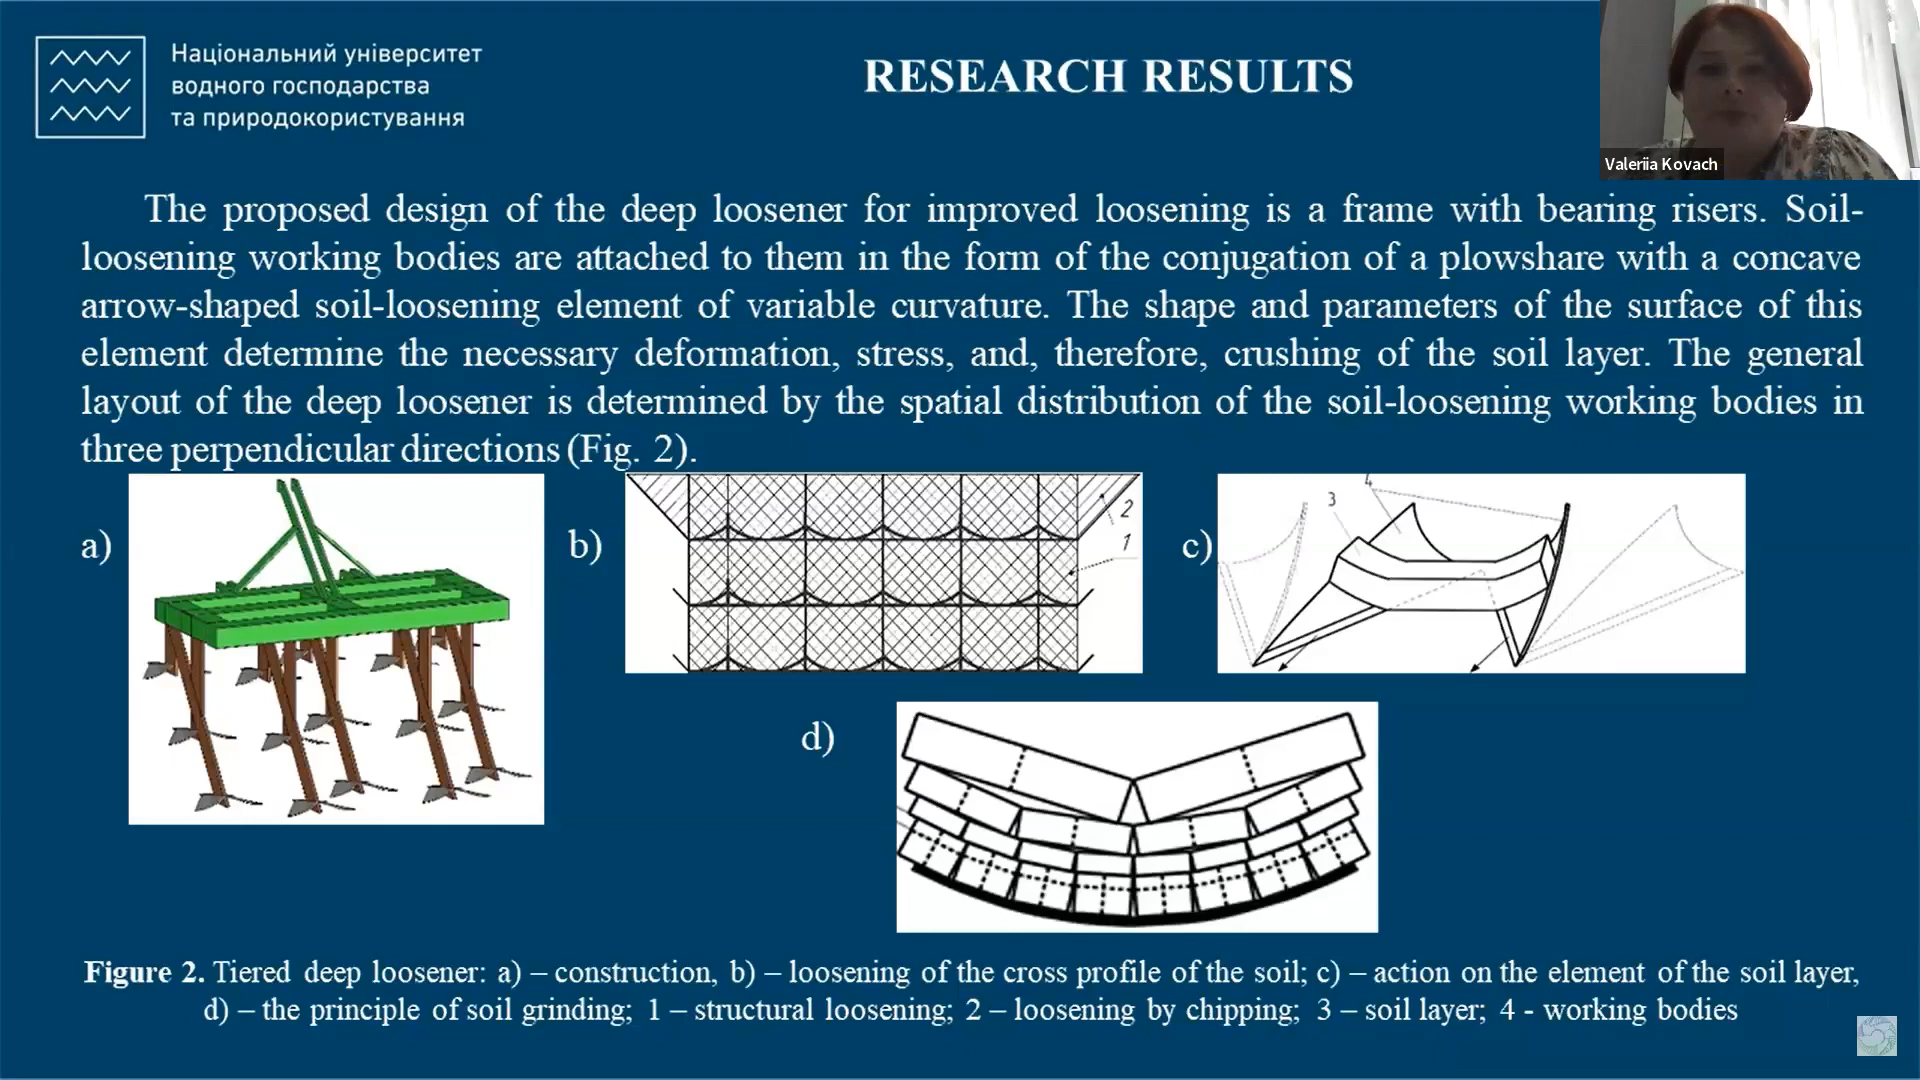 Національний університет
водного господарства
та природокористування
RESEARCH RESULTS
Valeriia Kovach
The proposed design of the deep loosener for improved loosening is a frame with bearing risers. Soil-
loosening working bodies are attached to them in the form of the conjugation of a plowshare with a concave
arrow-shaped soil-loosening element of variable curvature. The shape and parameters of the surface of this
element determine the necessary deformation, stress, and, therefore, crushing of the soil layer. The general
layout of the deep loosener is determined by the spatial distribution of the soil-loosening working bodies in
three perpendicular directions (Fig. 2).
a)
b)
2
1
c)
3
4
d)
Figure 2. Tiered deep loosener: a) – construction, b) – loosening of the cross profile of the soil; c) – action on the element of the soil layer,
d) – the principle of soil grinding; 1 – structural loosening; 2 – loosening by chipping; 3 – soil layer; 4 - working bodies